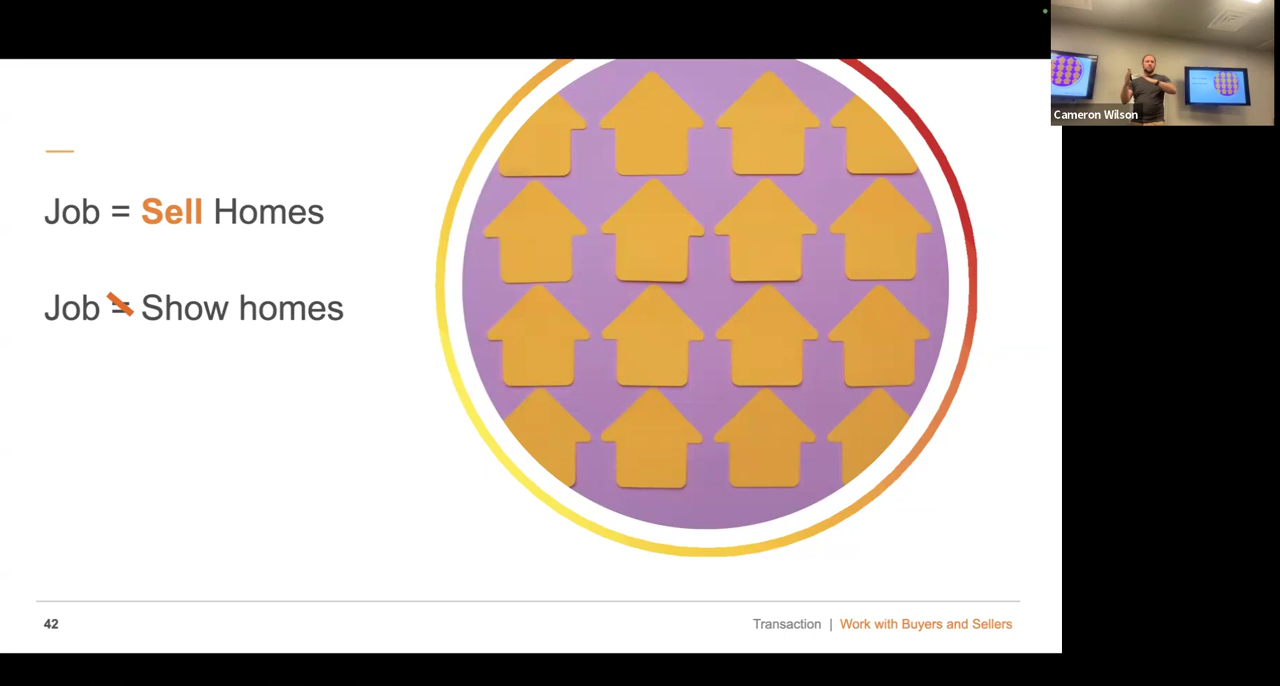 Cameron Wilson
Job = Sell Homes
Job = Show homes
42
Transaction | Work with Buyers and Sellers